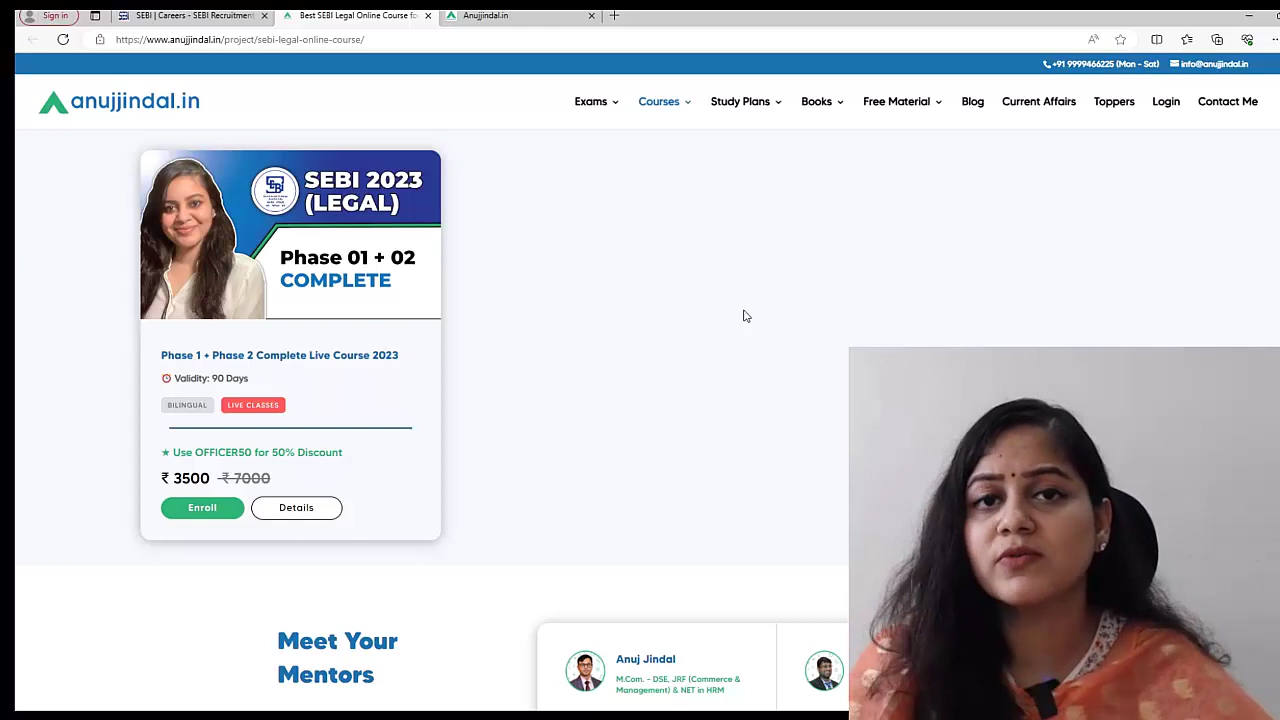 Sign in
SEBI | Careers - SEBI Recruitment
Best SEBI Legal Online Course fo
Anujjindal.in
https://www.anujjindal.in/project/sebi-legal-online-course/
+91 9999466225 (Mon - Sat)
info@anujjindal.in
anujjindal.in
Exams
Courses
Study Plans
Books
Free Material
Blog
Current Affairs
Toppers
Login
Contact Me
SEBI 2023
(LEGAL)
Phase 01 + 02
COMPLETE
Phase 1 + Phase 2 Complete Live Course 2023
Validity: 90 Days
BILINGUAL
LIVE CLASSES
★ Use OFFICER50 for 50% Discount
₹ 3500 ₹ 7000
Enroll
Details
Meet Your
Mentors
Anuj Jindal
M.Com. - DSE, JRF (Commerce &
Management) & NET in HRM